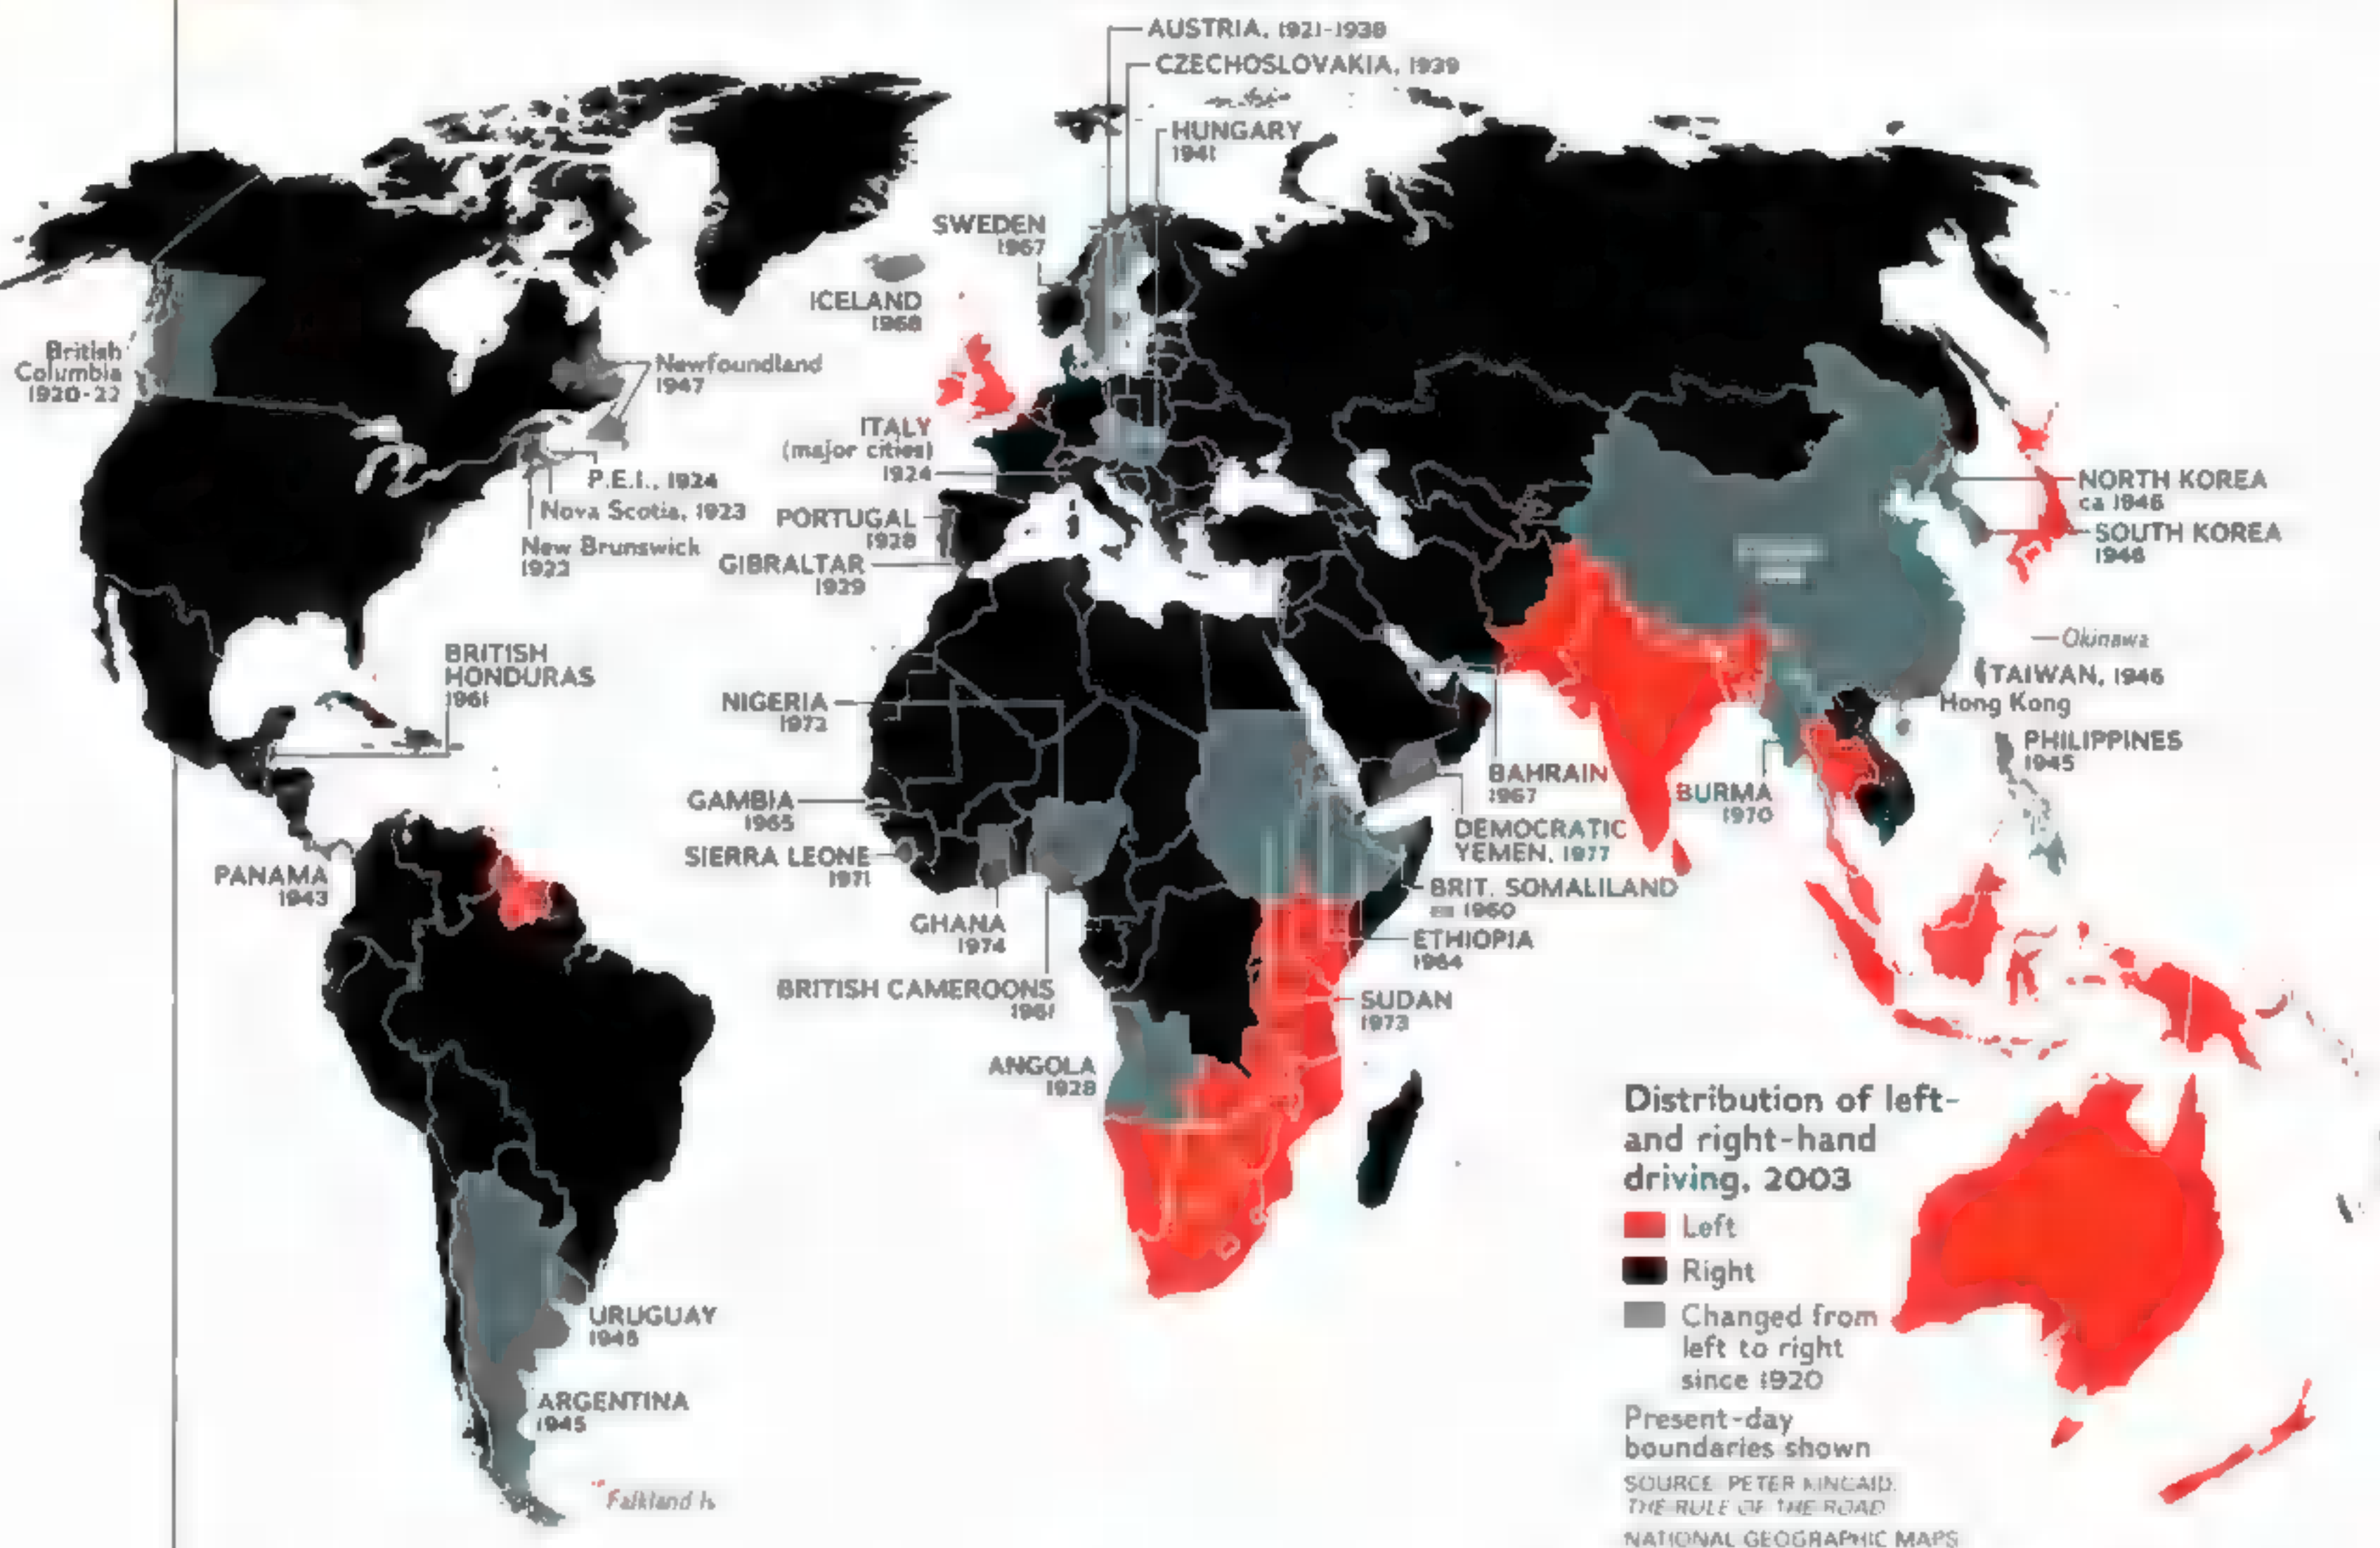 AUSTRIA, 1921-1938
CZECHOSLOVAKIA, 1939
HUNGARY
1941
SWEDEN
1967
ICELAND
1968
British
Columbia
1920-22
Newfoundland
1947
ITALY
(major cities)
1924
P.E.I., 1924
Nova Scotia, 1923
New Brunswick
1922
PORTUGAL
1928
GIBRALTAR
1929
NORTH KOREA
ca 1946
SOUTH KOREA
1946
Okinawa
TAIWAN, 1946
Hong Kong
PHILIPPINES
1945
BRITISH
HONDURAS
1961
NIGERIA
1972
BAHRAIN
1967
BURMA
1970
GAMBIA
1965
DEMOCRATIC
YEMEN, 1977
SIERRA LEONE
1971
PANAMA
1943
BRIT. SOMALILAND
1960
GHANA
1974
ETHIOPIA
1964
BRITISH CAMEROONS
1961
SUDAN
1973
ANGOLA
1928
URUGUAY
1945
ARGENTINA
1945
Falkland Is
Distribution of left-
and right-hand
driving, 2003
Left
Right
Changed from
left to right
since 1920
Present-day
boundaries shown
SOURCE PETER KINCAID.
THE RULE OF THE ROAD
NATIONAL GEOGRAPHIC MAPS